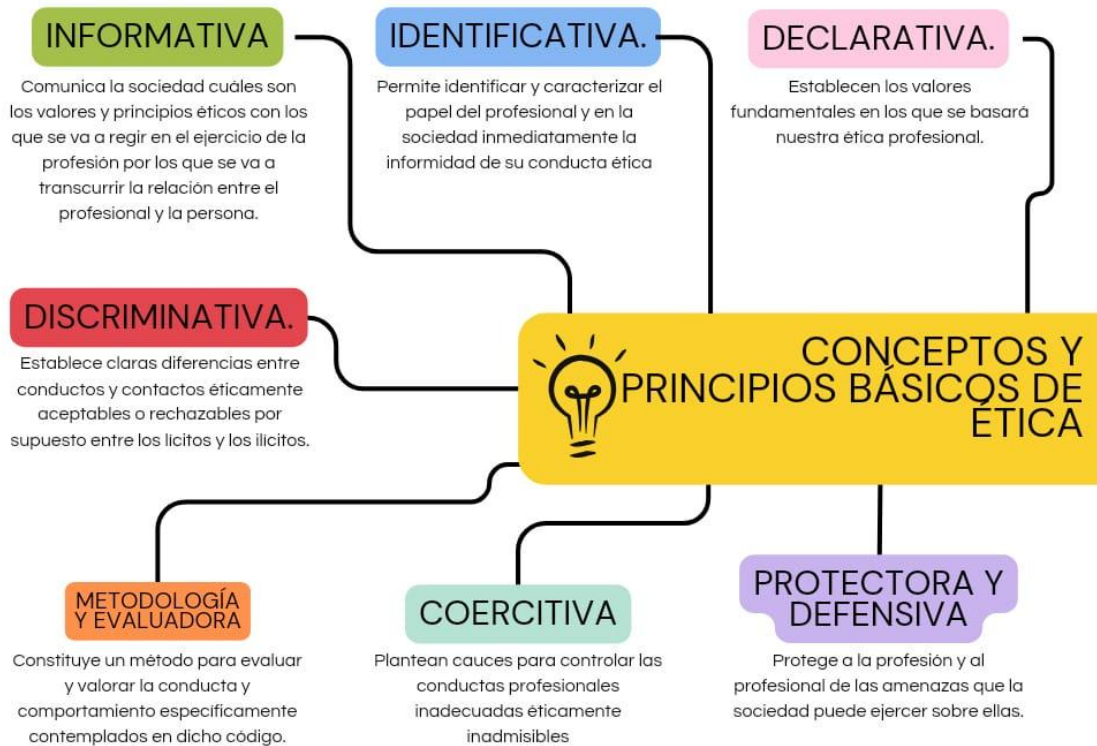 INFORMATIVA
Comunica la sociedad cuáles son
los valores y principios éticos con los
que se va a regir en el ejercicio de la
profesión por los que se va a
transcurrir la relación entre el
profesional y la persona.
IDENTIFICATIVA.
Permite identificar y caracterizar el
papel del profesional y en la
sociedad inmediatamente la
informidad de su conducta ética
DECLARATIVA.
Establecen los valores
fundamentales en los que se basará
nuestra ética profesional.
DISCRIMINATIVA.
Establece claras diferencias entre
conductos y contactos éticamente
aceptables o rechazables por
supuesto entre los lícitos y los ilícitos.
CONCEPTOS Y
PRINCIPIOS BÁSICOS DE
ÉTICA
METODOLOGÍA
Y EVALUADORA
Constituye un método para evaluar
y valorar la conducta y
comportamiento específicamente
contemplados en dicho código.
COERCITIVA
Plantean cauces para controlar las
conductas profesionales
inadecuadas éticamente
inadmisibles
PROTECTORA Y
DEFENSIVA
Protege a la profesión y al
profesional de las amenazas que la
sociedad puede ejercer sobre ellas.